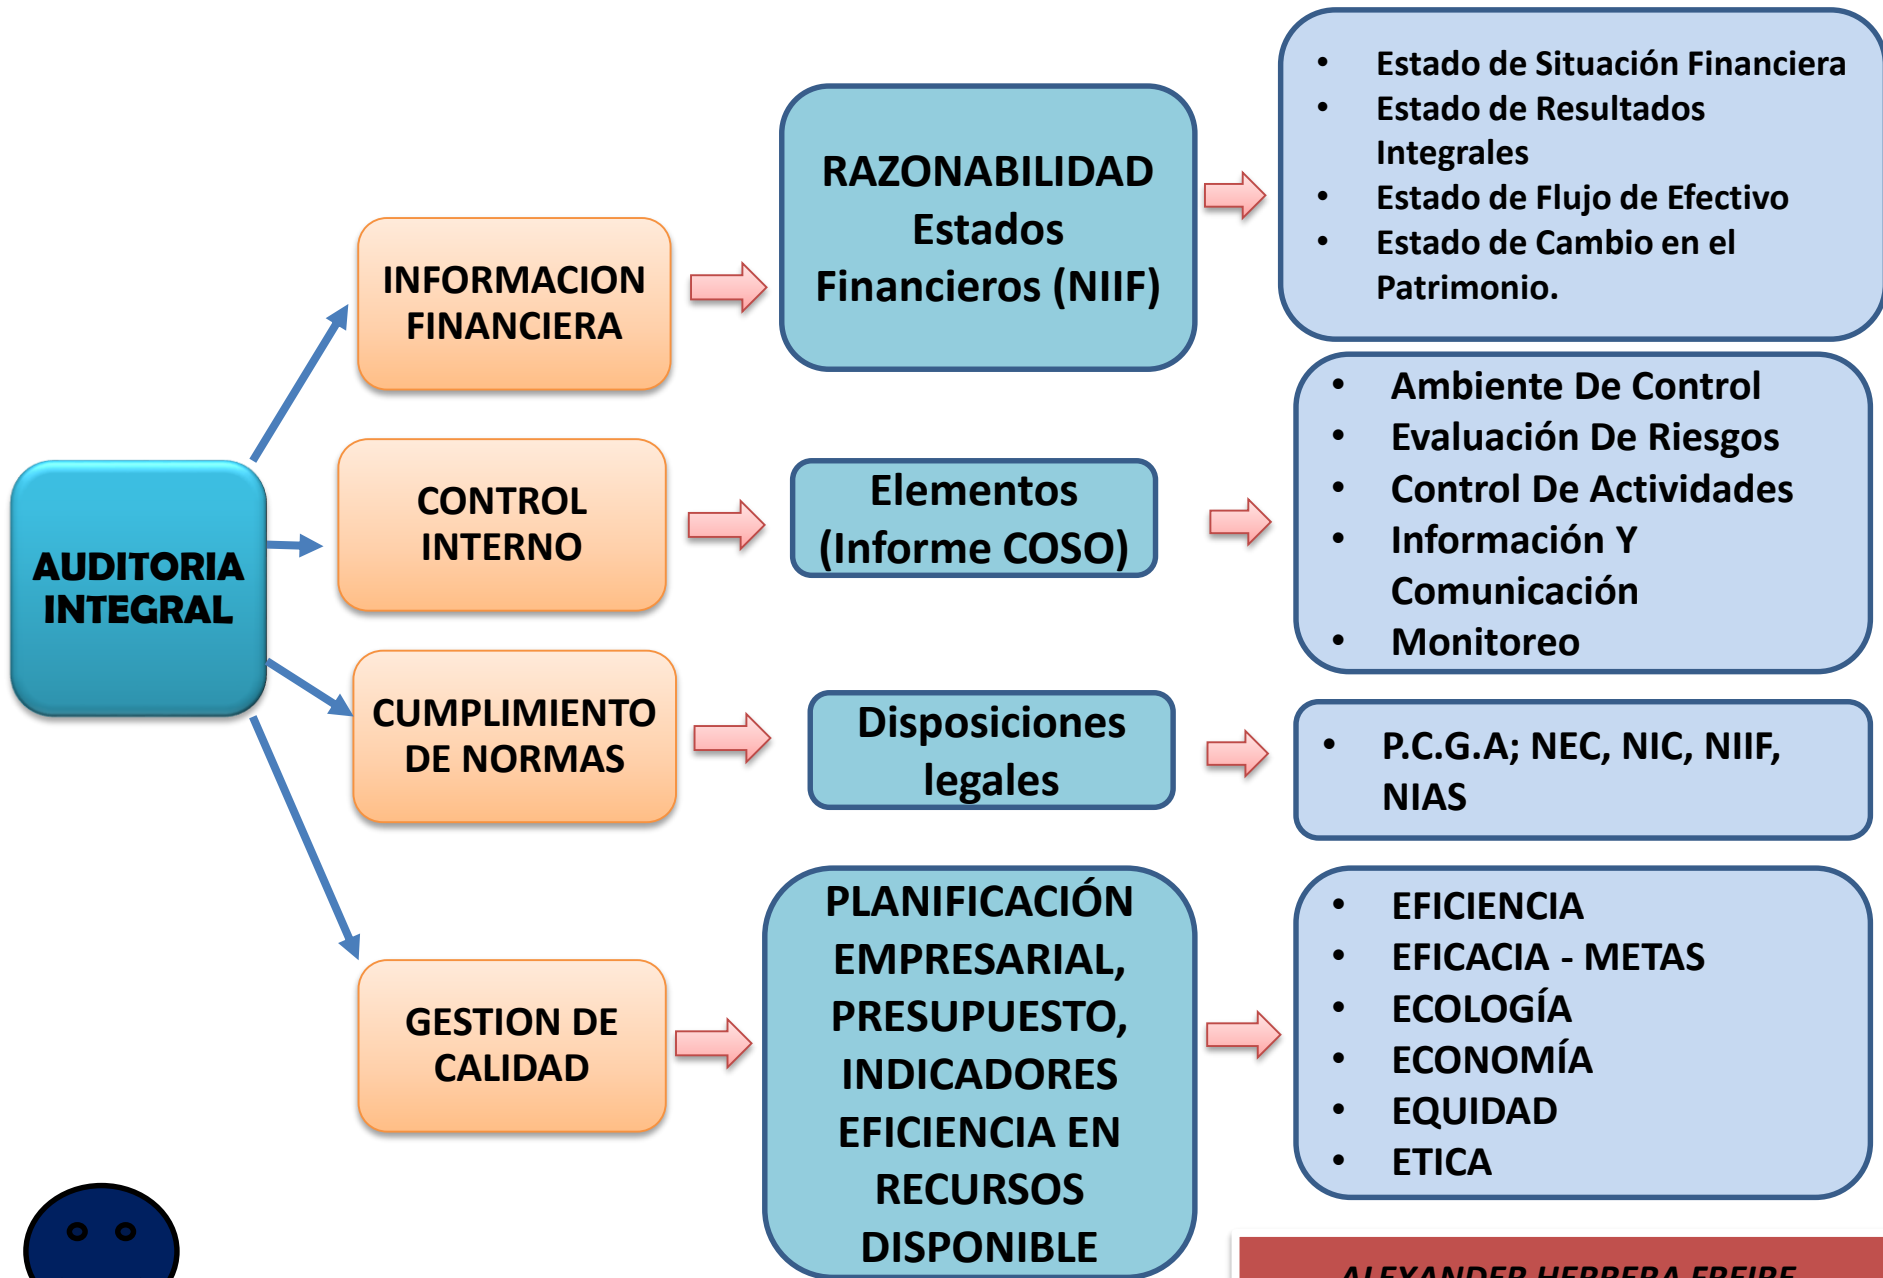 AUDITORIA
INTEGRAL
INFORMACION
FINANCIERA
RAZONABILIDAD
Estados
Financieros (NIIF)
• Estado de Situación Financiera
• Estado de Resultados
Integrales
• Estado de Flujo de Efectivo
• Estado de Cambio en el
Patrimonio.
CONTROL
INTERNO
Elementos
(Informe COSO)
• Ambiente De Control
• Evaluación De Riesgos
• Control De Actividades
• Información Y
Comunicación
• Monitoreo
CUMPLIMIENTO
DE NORMAS
Disposiciones
legales
• P.C.G.A; NEC, NIC, NIIF,
NIAS
GESTION DE
CALIDAD
PLANIFICACIÓN
EMPRESARIAL,
PRESUPUESTO,
INDICADORES
EFICIENCIA EN
RECURSOS
DISPONIBLE
• EFICIENCIA
• EFICACIA - METAS
• ECOLOGÍA
• ECONOMÍA
• EQUIDAD
• ETICA
ALEXANDER HERRERA FREIRE